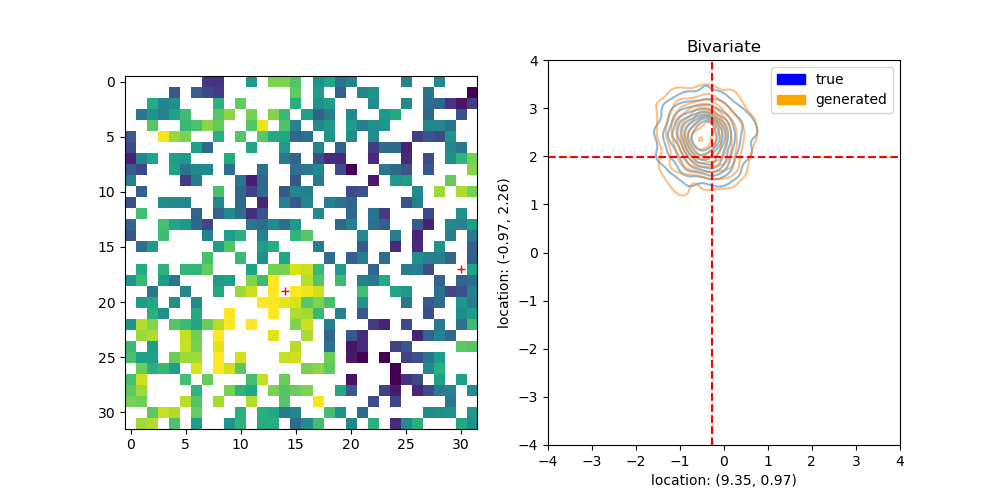 Bivariate
0
5
10
15
20
25
30
0 5 10 15 20 25 30
true
generated
4
3
2
1
0
−1
−2
−3
−4
−4 −3 −2 −1 0 1 2 3 4
location: (-0.97, 2.26)
location: (9.35, 0.97)